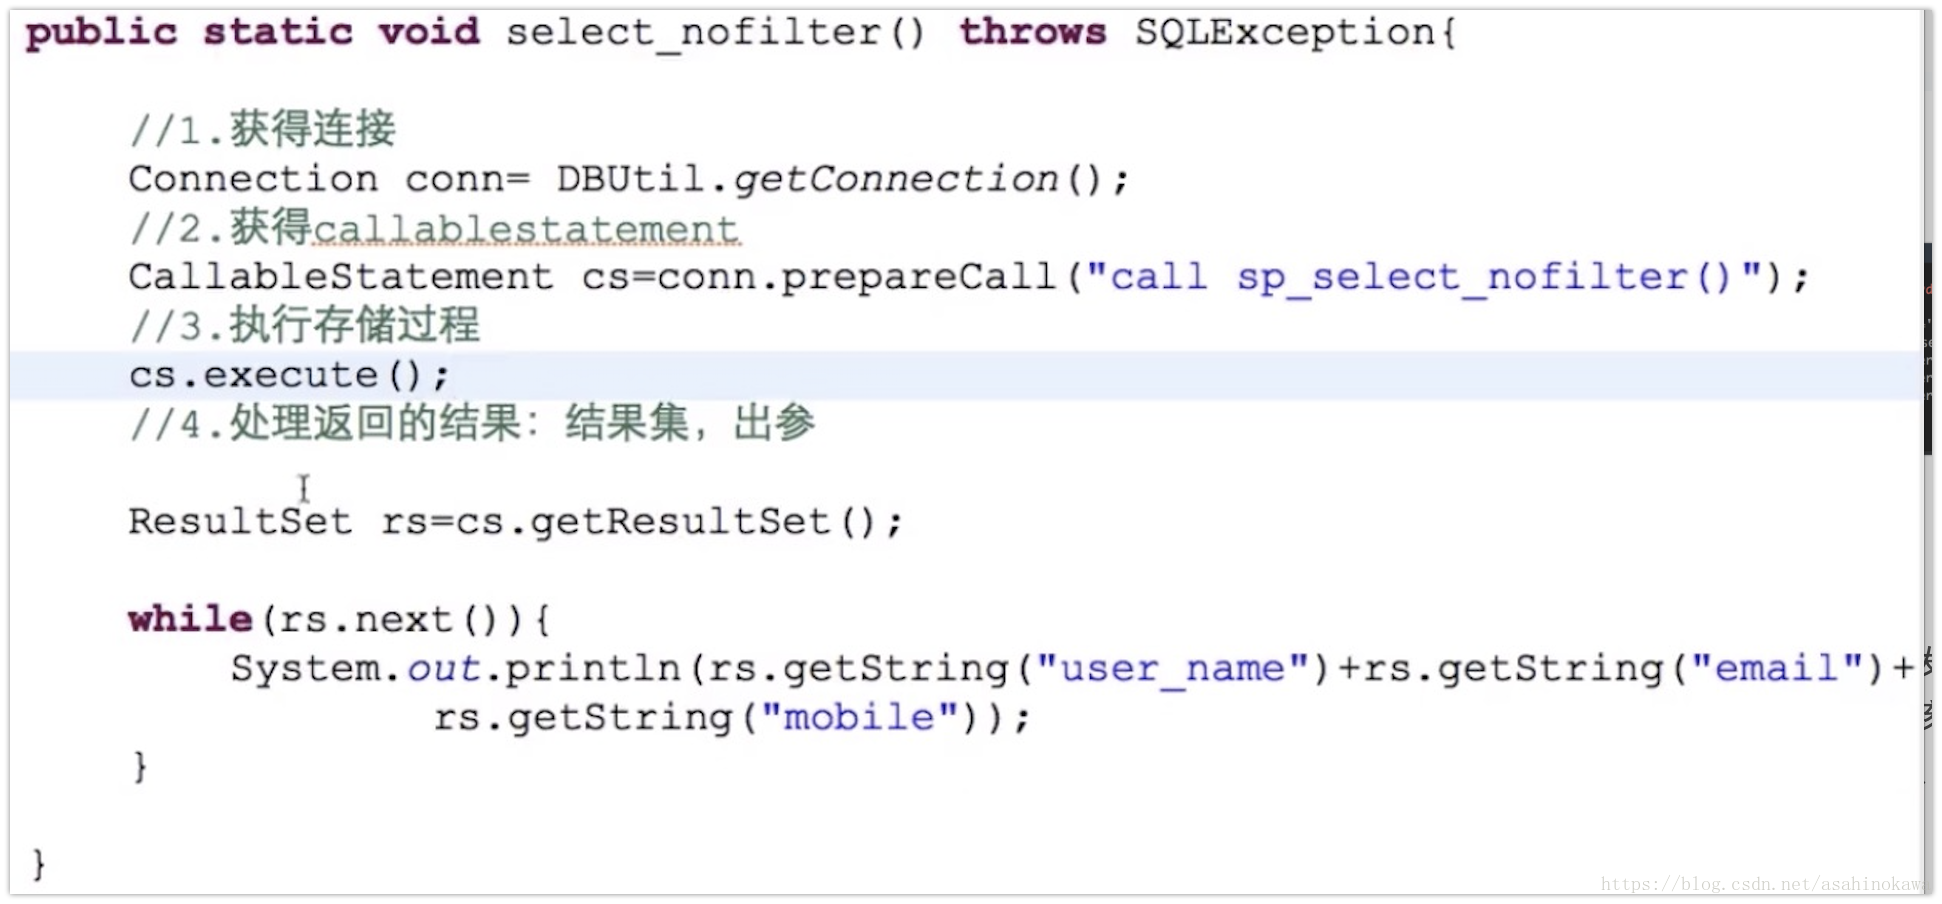 public static void select_nofilter() throws SQLException{
//1.获得连接
Connection conn= DBUtil.getConnection();
//2.获得callablestatement
CallableStatement cs=conn.prepareCall("call sp_select_nofilter()");
//3.执行存储过程
cs.execute();
//4.处理返回的结果：结果集，出参
ResultSet rs=cs.getResultSet();
while(rs.next()){
System.out.println(rs.getString("user_name")+rs.getString("email")+
rs.getString("mobile"));
}
}
https://blog.csdn.net/asahinokawa